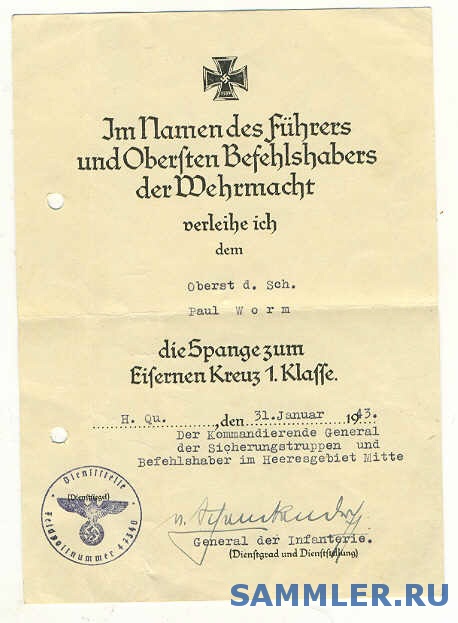 Im Namen des Führers
und Obersten Befehlshabers
der Wehrmacht
verleihe ich
dem
Oberst d. Sch.
Paul Worm
die Spange zum
Eisernen Kreuz 1. Klasse.
H. Qu. ,den 31.Januar 1943.
Der Kommandierende General
der Sicherungstruppen und
Befehlshaber im Heeresgebiet Mitte
Dienststelle
(Dienstsiegel)
Feldpostnummer
General der Infanterie.
(Dienstgrad und Dienststellung)
SAMMLER.RU